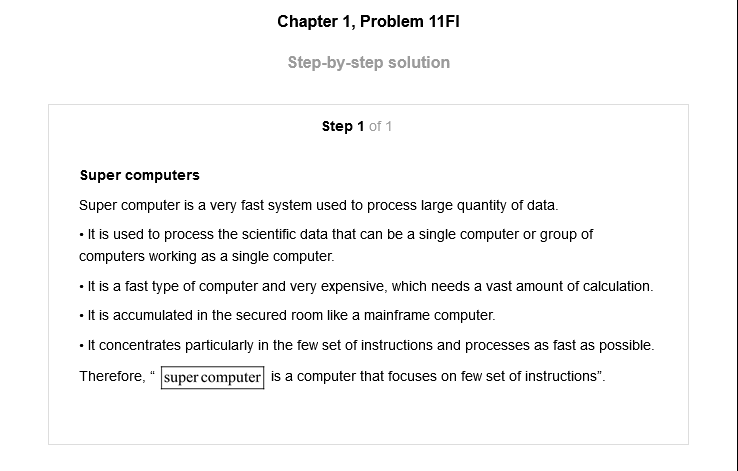 Chapter 1, Problem 11FI
Step-by-step solution
Step 1 of 1
Super computers
Super computer is a very fast system used to process large quantity of data.
• It is used to process the scientific data that can be a single computer or group of
computers working as a single computer.
• It is a fast type of computer and very expensive, which needs a vast amount of calculation.
• It is accumulated in the secured room like a mainframe computer.
• It concentrates particularly in the few set of instructions and processes as fast as possible.
Therefore, “ super computer is a computer that focuses on few set of instructions”.